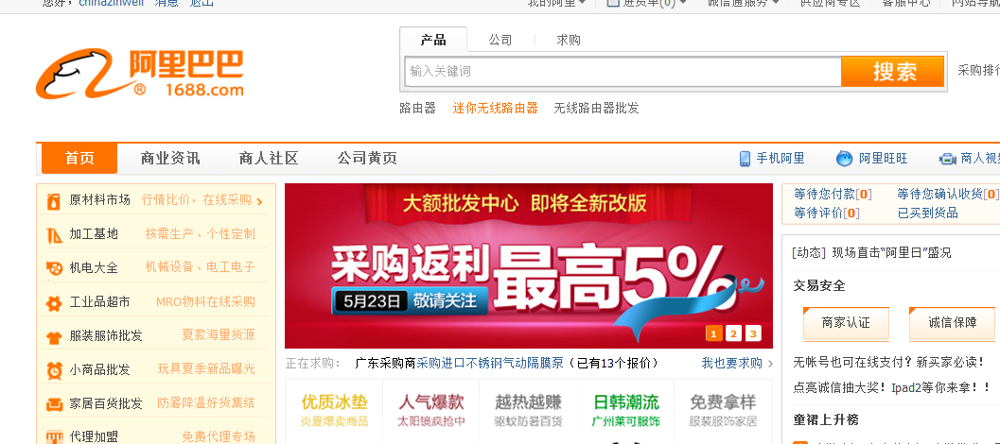 您好，china2inwell 消息 退出
我的阿里 进货单(0) 诚信通服务 供应商专区 客服中心 网站导航
阿里巴巴
® 1688.com
产品 公司 求购
输入关键词 搜索 采购排行
路由器 迷你无线路由器 无线路由器批发
首页 商业资讯 商人社区 公司黄页 手机阿里 阿里旺旺 商人视频
原材料市场 行情比价，在线采购
加工基地 按需生产、个性定制
机电大全 机械设备、电工电子
工业品超市 MRO物料在线采购
服装服饰批发 夏款海量货源
小商品批发 玩具夏季新品曝光
家居百货批发 防署降温好货集结
代理加盟 免费代理专场
大额批发中心 即将全新改版
采购返利最高5%
5月23日 敬请关注
1 2 3
正在求购： 广东采购商采购进口不锈钢气动隔膜泵（已有13个报价） 我也要求购
优质冰垫 人气爆款 越热越赚 日韩潮流 免费拿样
炎夏爆卖商品 太阳镜疯抢中 驱蚊防暑百货 广州莱可服饰 服装服饰家居
等待您付款[0] 等待您确认收货[0]
等待评价[0] 已买到货品
[动态] 现场直击“阿里日”盛况
交易安全
商家认证 诚信保障
无帐号也可在线支付？新买家必读！
点亮诚信抽大奖！Ipad2等你来拿！！
童褚上升榜